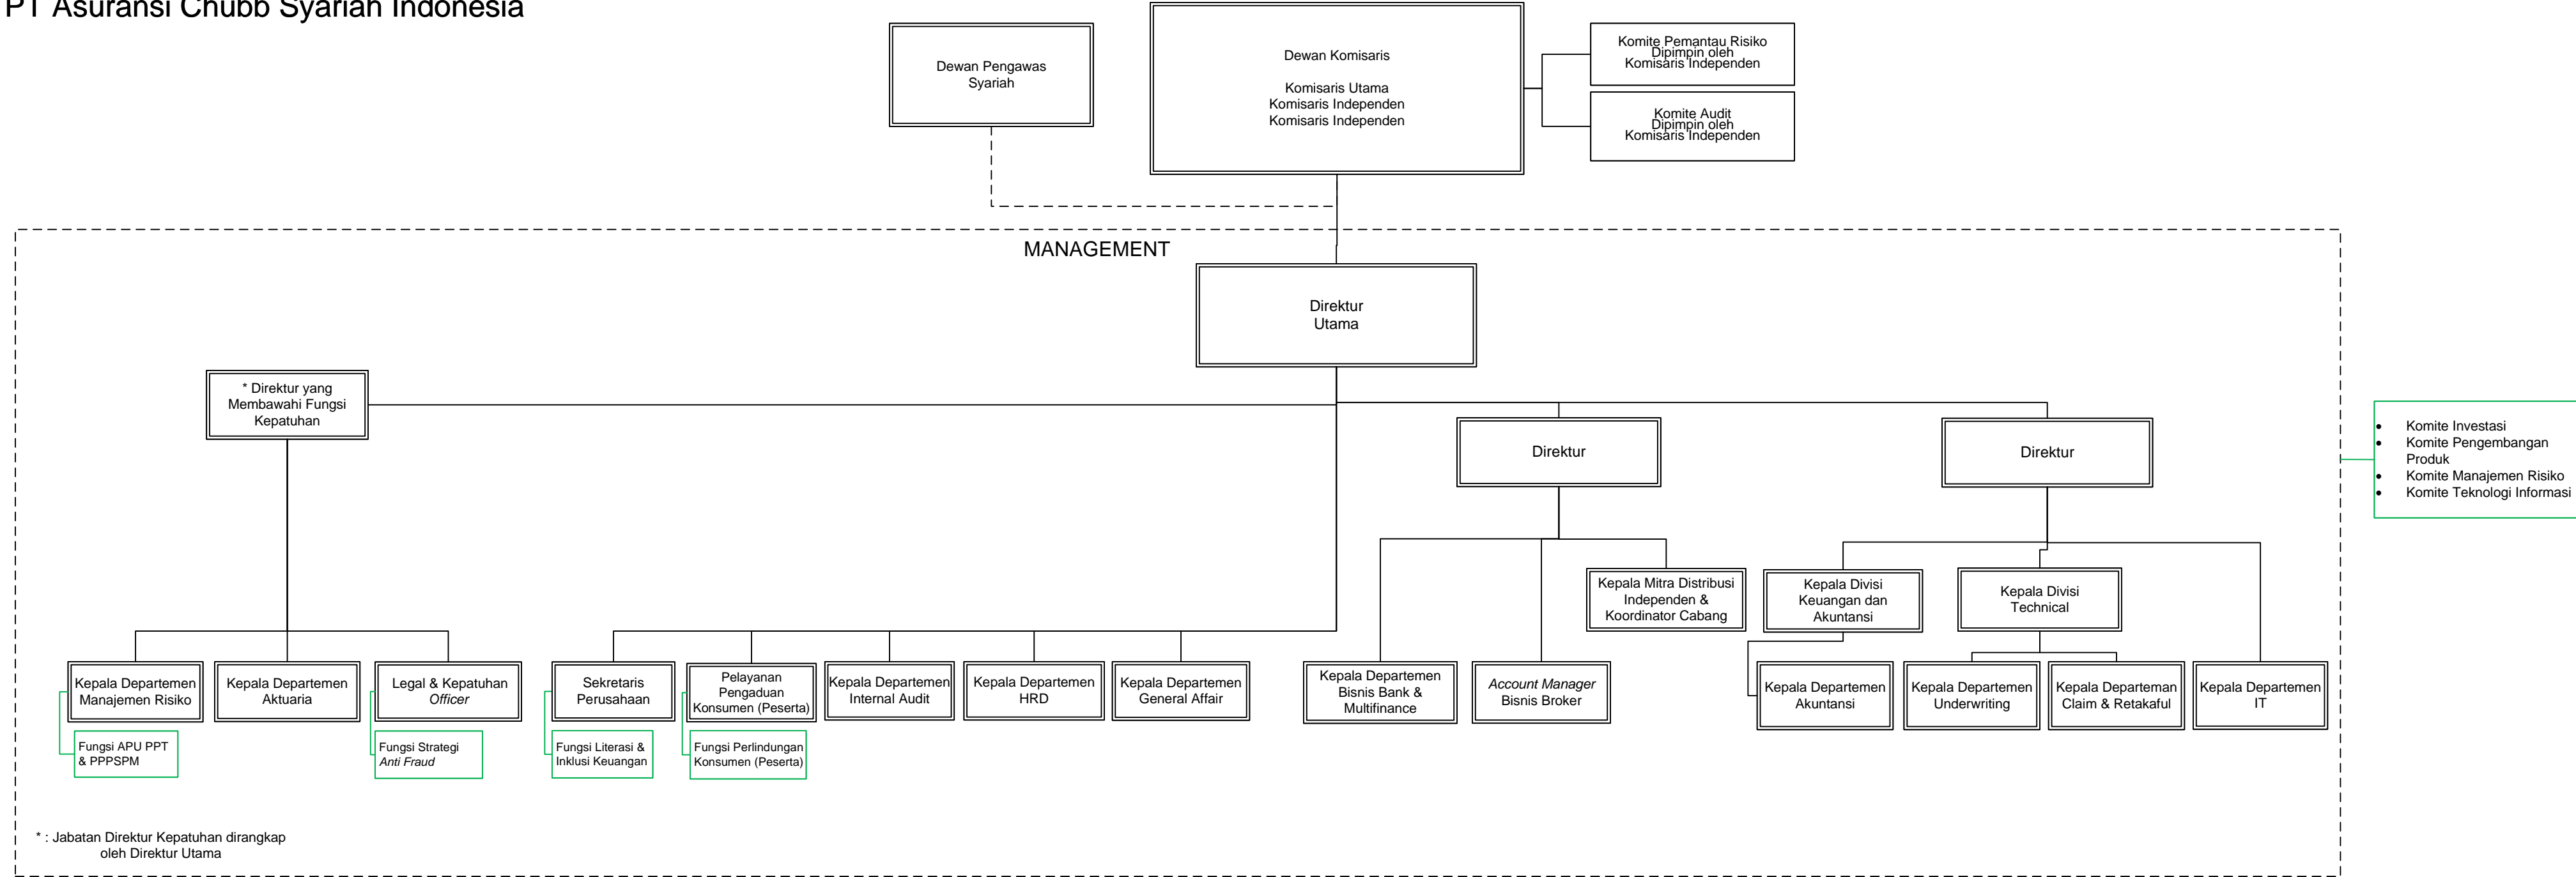 PT Asuransi Chubb Syariah Indonesia
Dewan Pengawas
Syariah
Dewan Komisaris
Komisaris Utama
Komisaris Independen
Komisaris Independen
Komite Pemantau Risiko
Dipimpin oleh
Komisaris Independen
Komite Audit
Dipimpin oleh
Komisaris Independen
MANAGEMENT
Direktur
Utama
* Direktur yang
Membawahi Fungsi
Kepatuhan
Direktur
Direktur
• Komite Investasi
• Komite Pengembangan
Produk
• Komite Manajemen Risiko
• Komite Teknologi Informasi
Kepala Mitra Distribusi
Independen &
Koordinator Cabang
Kepala Divisi
Keuangan dan
Akuntansi
Kepala Divisi
Technical
Kepala Departemen
Manajemen Risiko
Kepala Departemen
Aktuaria
Legal & Kepatuhan
Officer
Sekretaris
Perusahaan
Pelayanan
Pengaduan
Konsumen (Peserta)
Kepala Departemen
Internal Audit
Kepala Departemen
HRD
Kepala Departemen
General Affair
Kepala Departemen
Bisnis Bank &
Multifinance
Account Manager
Bisnis Broker
Kepala Departemen
Akuntansi
Kepala Departemen
Underwriting
Kepala Departeman
Claim & Retakaful
Kepala Departemen
IT
Fungsi APU PPT
& PPPSPM
Fungsi Strategi
Anti Fraud
Fungsi Literasi &
Inklusi Keuangan
Fungsi Perlindungan
Konsumen (Peserta)
* : Jabatan Direktur Kepatuhan dirangkap
oleh Direktur Utama